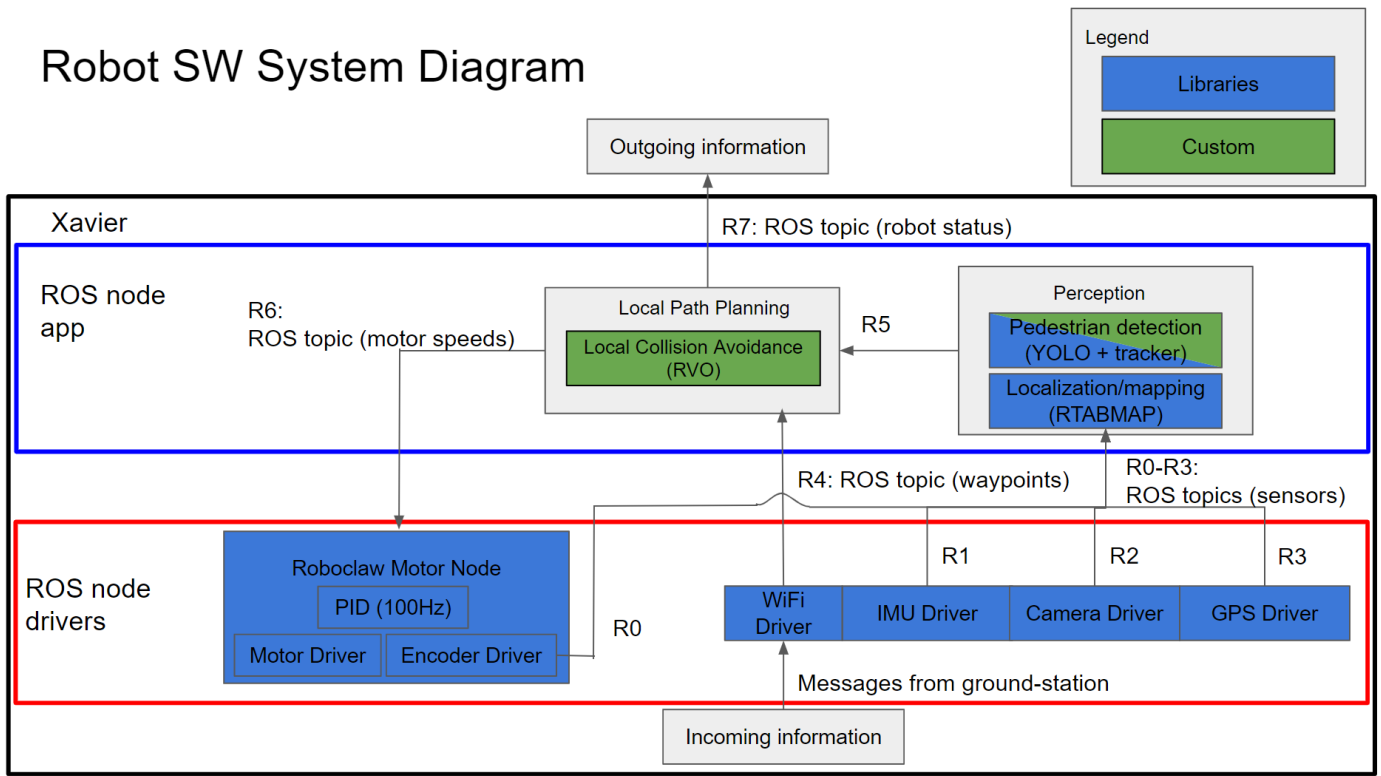 Robot SW System Diagram
Legend
Libraries
Custom
Outgoing information
Xavier
R7: ROS topic (robot status)
ROS node
app
R6:
ROS topic (motor speeds)
Local Path Planning
Local Collision Avoidance
(RVO)
R5
Perception
Pedestrian detection
(YOLO + tracker)
Localization/mapping
(RTABMAP)
R4: ROS topic (waypoints)
R0-R3:
ROS topics (sensors)
ROS node
drivers
Roboclaw Motor Node
PID (100Hz)
Motor Driver
Encoder Driver
R0
R1
R2
R3
WiFi
Driver
IMU Driver
Camera Driver
GPS Driver
Messages from ground-station
Incoming information